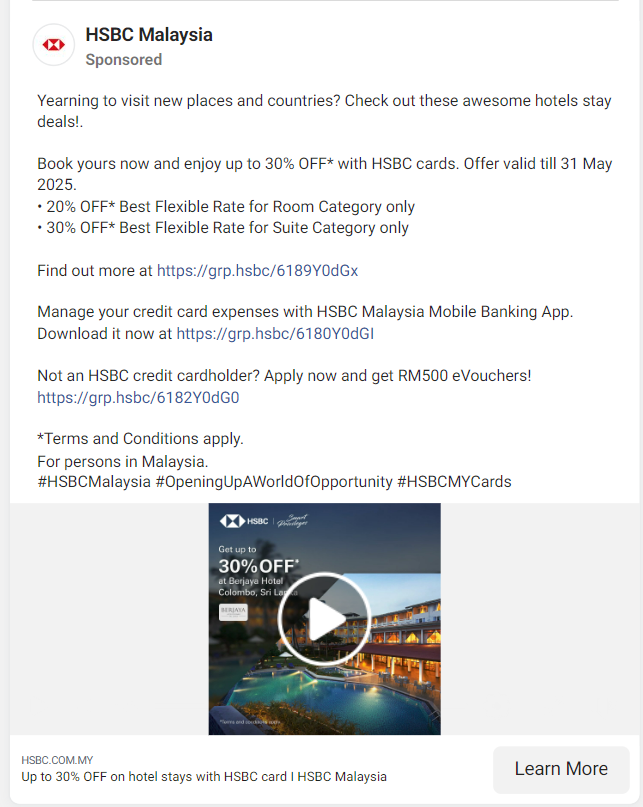 HSBC Malaysia
Sponsored
Yearning to visit new places and countries? Check out these awesome hotels stay
deals!.
Book yours now and enjoy up to 30% OFF* with HSBC cards. Offer valid till 31 May
2025.
• 20% OFF* Best Flexible Rate for Room Category only
• 30% OFF* Best Flexible Rate for Suite Category only
Find out more at https://grp.hsbc/6189Y0dGx
Manage your credit card expenses with HSBC Malaysia Mobile Banking App.
Download it now at https://grp.hsbc/6180Y0dGI
Not an HSBC credit cardholder? Apply now and get RM500 eVouchers!
https://grp.hsbc/6182Y0dG0
*Terms and Conditions apply.
For persons in Malaysia.
#HSBCMalaysia #OpeningUpAWorldOfOpportunity #HSBCMYCards
HSBC | Smart Privileges
Get up to
30%OFF*
at Berjaya Hotel
Colombo, Sri Lanka
BERJAYA
*Terms and conditions apply
HSBC.COM.MY
Up to 30% OFF on hotel stays with HSBC card I HSBC Malaysia
Learn More